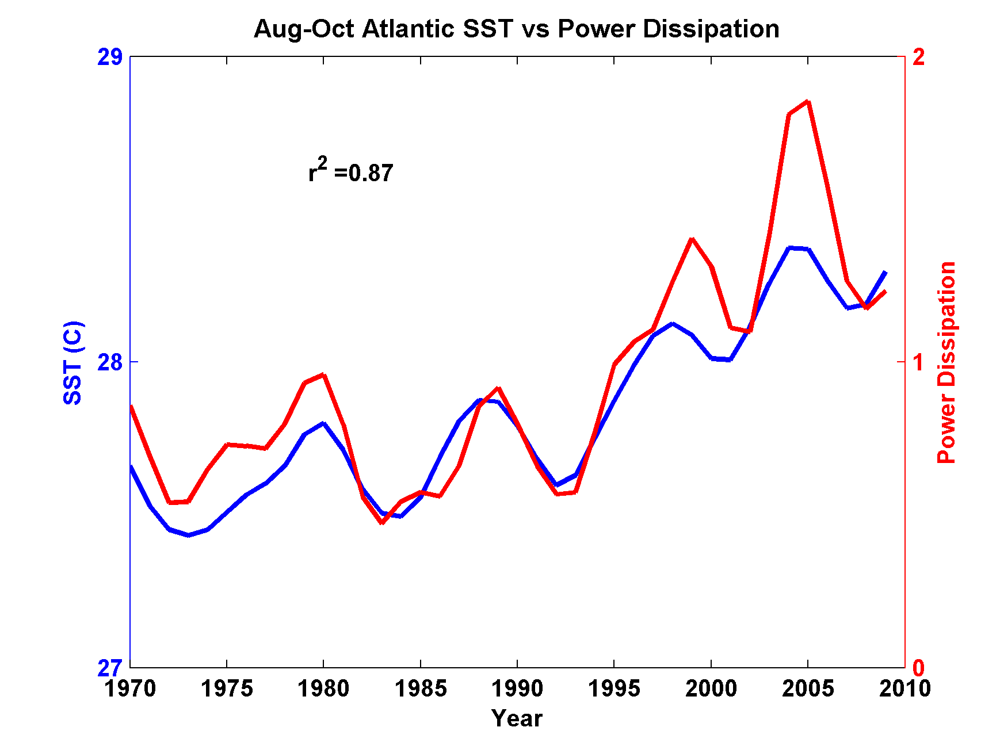 Aug-Oct Atlantic SST vs Power Dissipation
29
2
r² =0.87
SST (C)
28
1
Power Dissipation
27
0
1970 1975 1980 1985 1990 1995 2000 2005 2010
Year